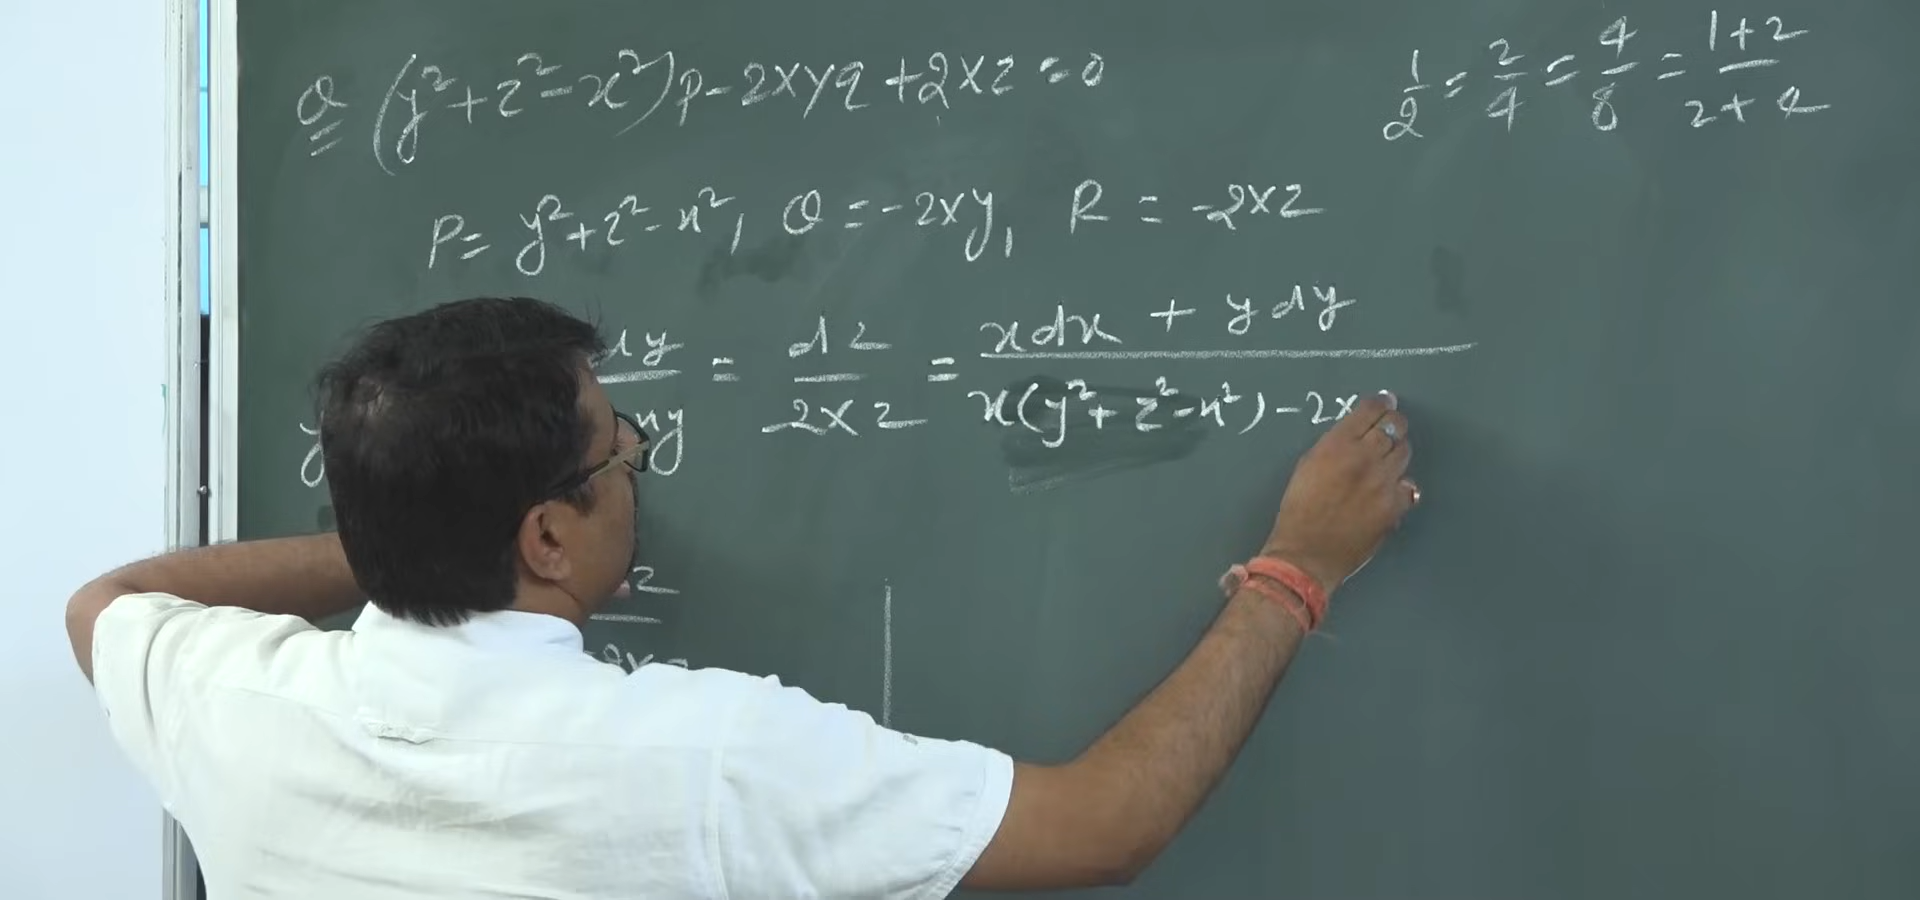 Q (y²+z²-x²)p-2xyq+2xz=0
1/2 = 2/4 = 4/8 = 1+2/2+4
P= y²+z²-x², Q=-2xy, R = -2xz
dy/xy = dz/-2xz = xdx + ydy/x(y²+z²-x²)-2x